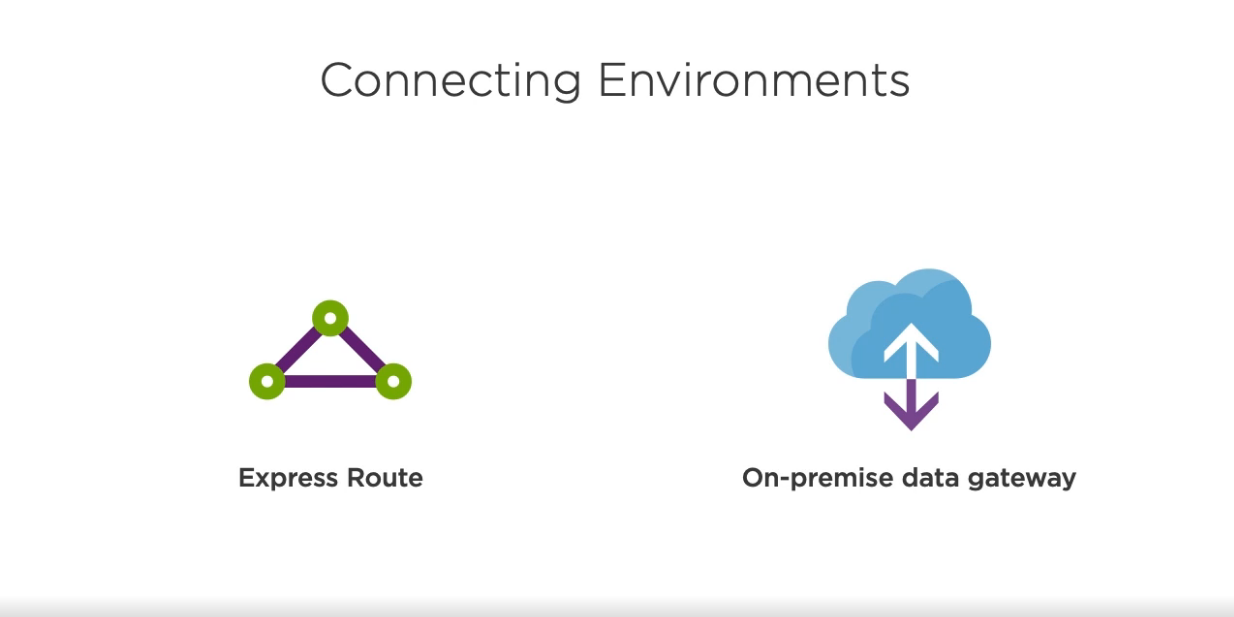 Connecting Environments
Express Route
On-premise data gateway